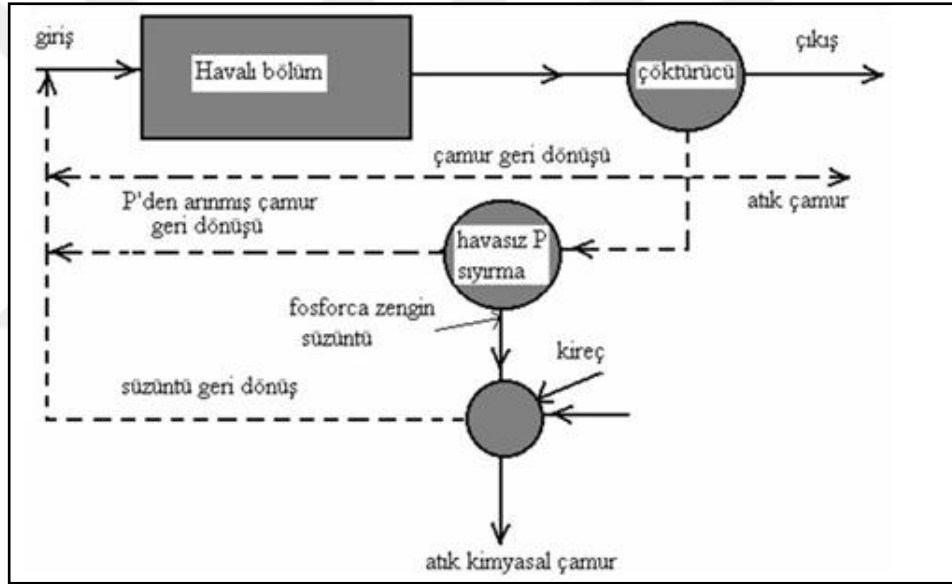 giriş
Havalı bölüm
çöktürücü
çıkış
çamur geri dönüşü
atık çamur
P'den arınmış çamur
geri dönüşü
havasız P
sıyırma
fosforca zengin
süzüntü
kireç
süzüntü geri dönüş
atık kimyasal çamur